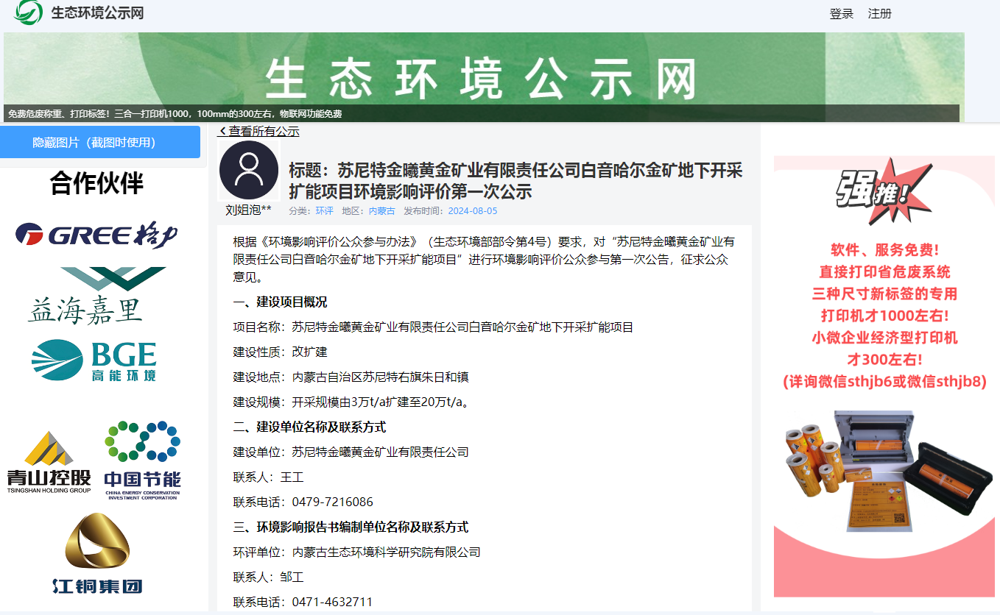 生态环境公示网
登录 注册
生态环境公示网
免费危废称重、打印标签！三合一打印机1000，100mm的300左右，物联网功能免费
隐藏图片（截图时使用）
合作伙伴
GREE格力
益海嘉里
BGE
高能环境
青山控股
TSINGSHAN HOLDING GROUP
中国节能
CHINA ENERGY CONSERVATION
INVESTMENT CORPORATION
江铜集团
查看所有公示
刘姐泡**
标题：苏尼特金曦黄金矿业有限责任公司白音哈尔金矿地下开采
扩能项目环境影响评价第一次公示
分类：环评 地区：内蒙古 发布时间：2024-08-05
根据《环境影响评价公众参与办法》（生态环境部部令第4号）要求，对“苏尼特金曦黄金矿业有
限责任公司白音哈尔金矿地下开采扩能项目”进行环境影响评价公众参与第一次公告，征求公众
意见。
一、建设项目概况
项目名称：苏尼特金曦黄金矿业有限责任公司白音哈尔金矿地下开采扩能项目
建设性质：改扩建
建设地点：内蒙古自治区苏尼特右旗朱日和镇
建设规模：开采规模由3万t/a扩建至20万t/a。
二、建设单位名称及联系方式
建设单位：苏尼特金曦黄金矿业有限责任公司
联系人：王工
联系电话：0479-7216086
三、环境影响报告书编制单位名称及联系方式
环评单位：内蒙古生态环境科学研究院有限公司
联系人：邹工
联系电话：0471-4632711
强推！
软件、服务免费!
直接打印省危废系统
三种尺寸新标签的专用
打印机才1000左右!
小微企业经济型打印机
才300左右!
(详询微信sthjb6或微信sthjb8)